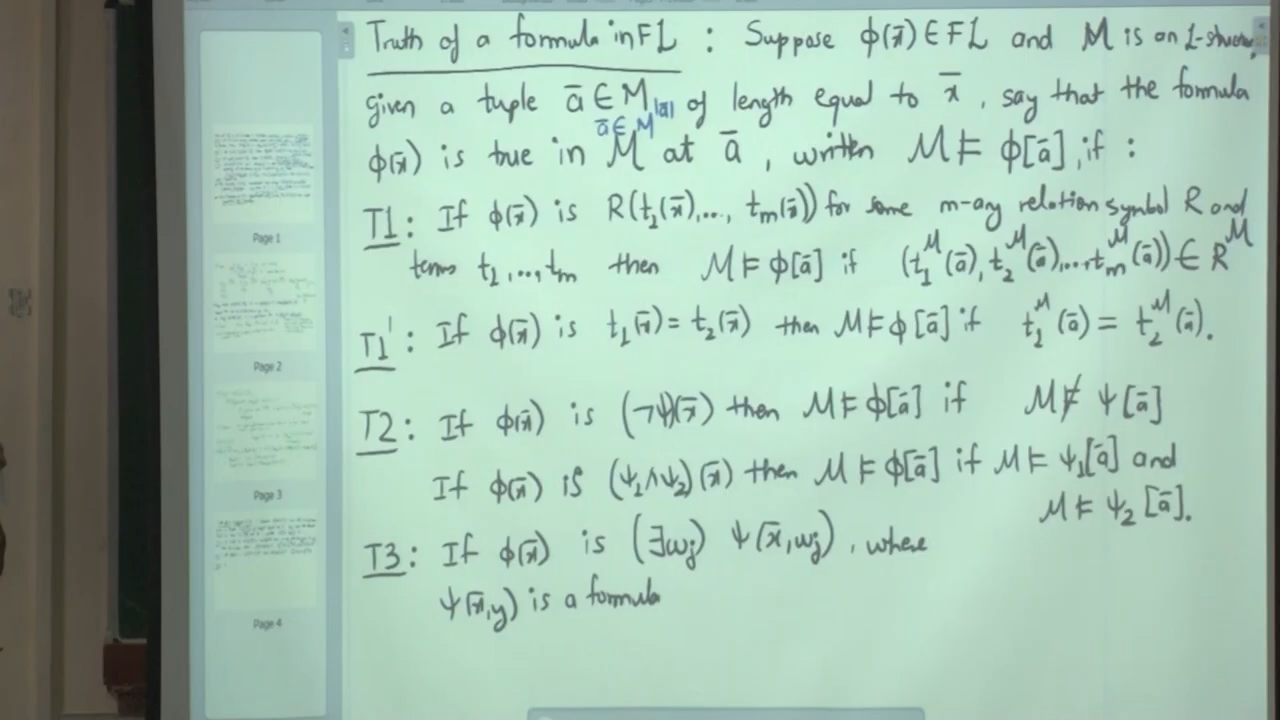 Truth of a formula in FL : Suppose ϕ(x̄) ∈ FL and M is an L-structure,
given a tuple ā ∈ M of length equal to x̄, say that the formula
ā ∈ M^|ā|
ϕ(x̄) is true in M at ā, written M ⊨ ϕ[ā], if :
T1: If ϕ(x̄) is R(t₁(x̄),..., tₘ(x̄)) for some m-ary relation symbol R and
terms t₁,...,tₘ then M ⊨ ϕ[ā] if (t₁^M(ā), t₂^M(ā),...,tₘ^M(ā)) ∈ R^M
T1': If ϕ(x̄) is t₁(x̄) = t₂(x̄) then M ⊨ ϕ[ā] if t₁^M(ā) = t₂^M(ā).
T2: If ϕ(x̄) is (¬ψ)(x̄) then M ⊨ ϕ[ā] if M ⊭ ψ[ā]
If ϕ(x̄) is (ψ₁∧ψ₂)(x̄) then M ⊨ ϕ[ā] if M ⊨ ψ₁[ā] and
M ⊨ ψ₂[ā].
T3: If ϕ(x̄) is (∃wⱼ) ψ(x̄,wⱼ), where
ψ(x̄,y) is a formula
Page 1
Page 2
Page 3
Page 4